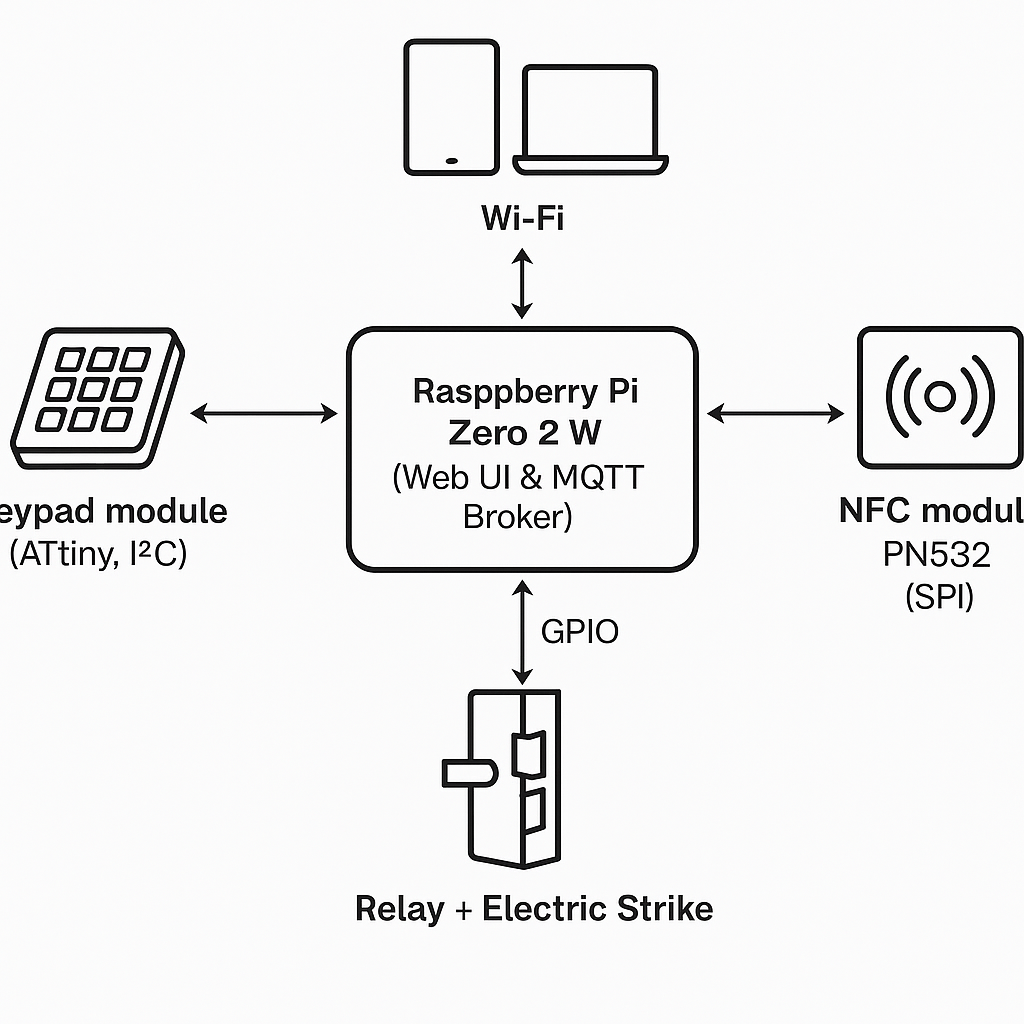 Wi-Fi
Rasppberry Pi
Zero 2 W
(Web UI & MQTT
Broker)
eypad module
(ATtiny, I²C)
NFC modul
PN532
(SPI)
GPIO
Relay + Electric Strike